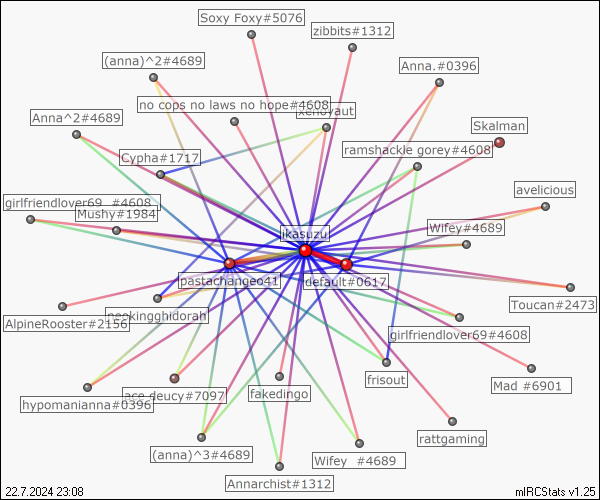 Soxy Foxy#5076
zibbits#1312
(anna)^2#4689
Anna.#0396
no cops no laws no hope#4608
xenoyaut
Anna^2#4689
Skalman
ramshackle gorey#4608
Cypha#1717
avelicious
girlfriendlover69_#4608
Mushy#1984
Wifey#4689
ikasuzu
pastachangeo41
default#0617
Toucan#2473
neckingghidorah
AlpineRooster#2156
girlfriendlover69#4608
frisout
Mad #6901
ace deucy#7097
fakedingo
hypomanianna#0396
rattgaming
(anna)^3#4689
Wifey #4689
Annarchist#1312
22.7.2024 23:08
mIRCStats v1.25